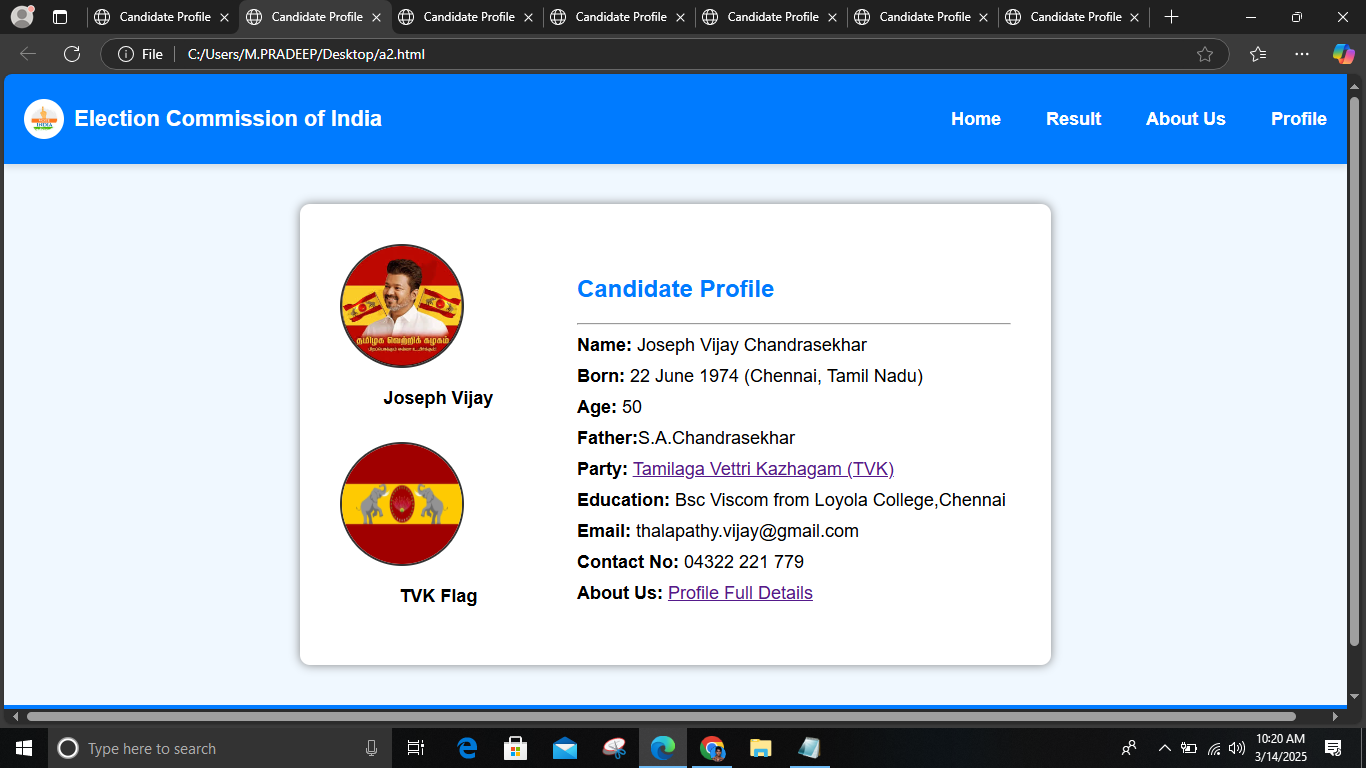 Candidate Profile
Candidate Profile
Candidate Profile
Candidate Profile
Candidate Profile
Candidate Profile
Candidate Profile
File
C:/Users/M.PRADEEP/Desktop/a2.html
INDIA
Election Commission of India
Home
Result
About Us
Profile
தமிழக வெற்றிக் கழகம்
Joseph Vijay
TVK Flag
Candidate Profile
Name: Joseph Vijay Chandrasekhar
Born: 22 June 1974 (Chennai, Tamil Nadu)
Age: 50
Father:S.A.Chandrasekhar
Party: Tamilaga Vettri Kazhagam (TVK)
Education: Bsc Viscom from Loyola College,Chennai
Email: thalapathy.vijay@gmail.com
Contact No: 04322 221 779
About Us: Profile Full Details
Type here to search
10:20 AM
3/14/2025